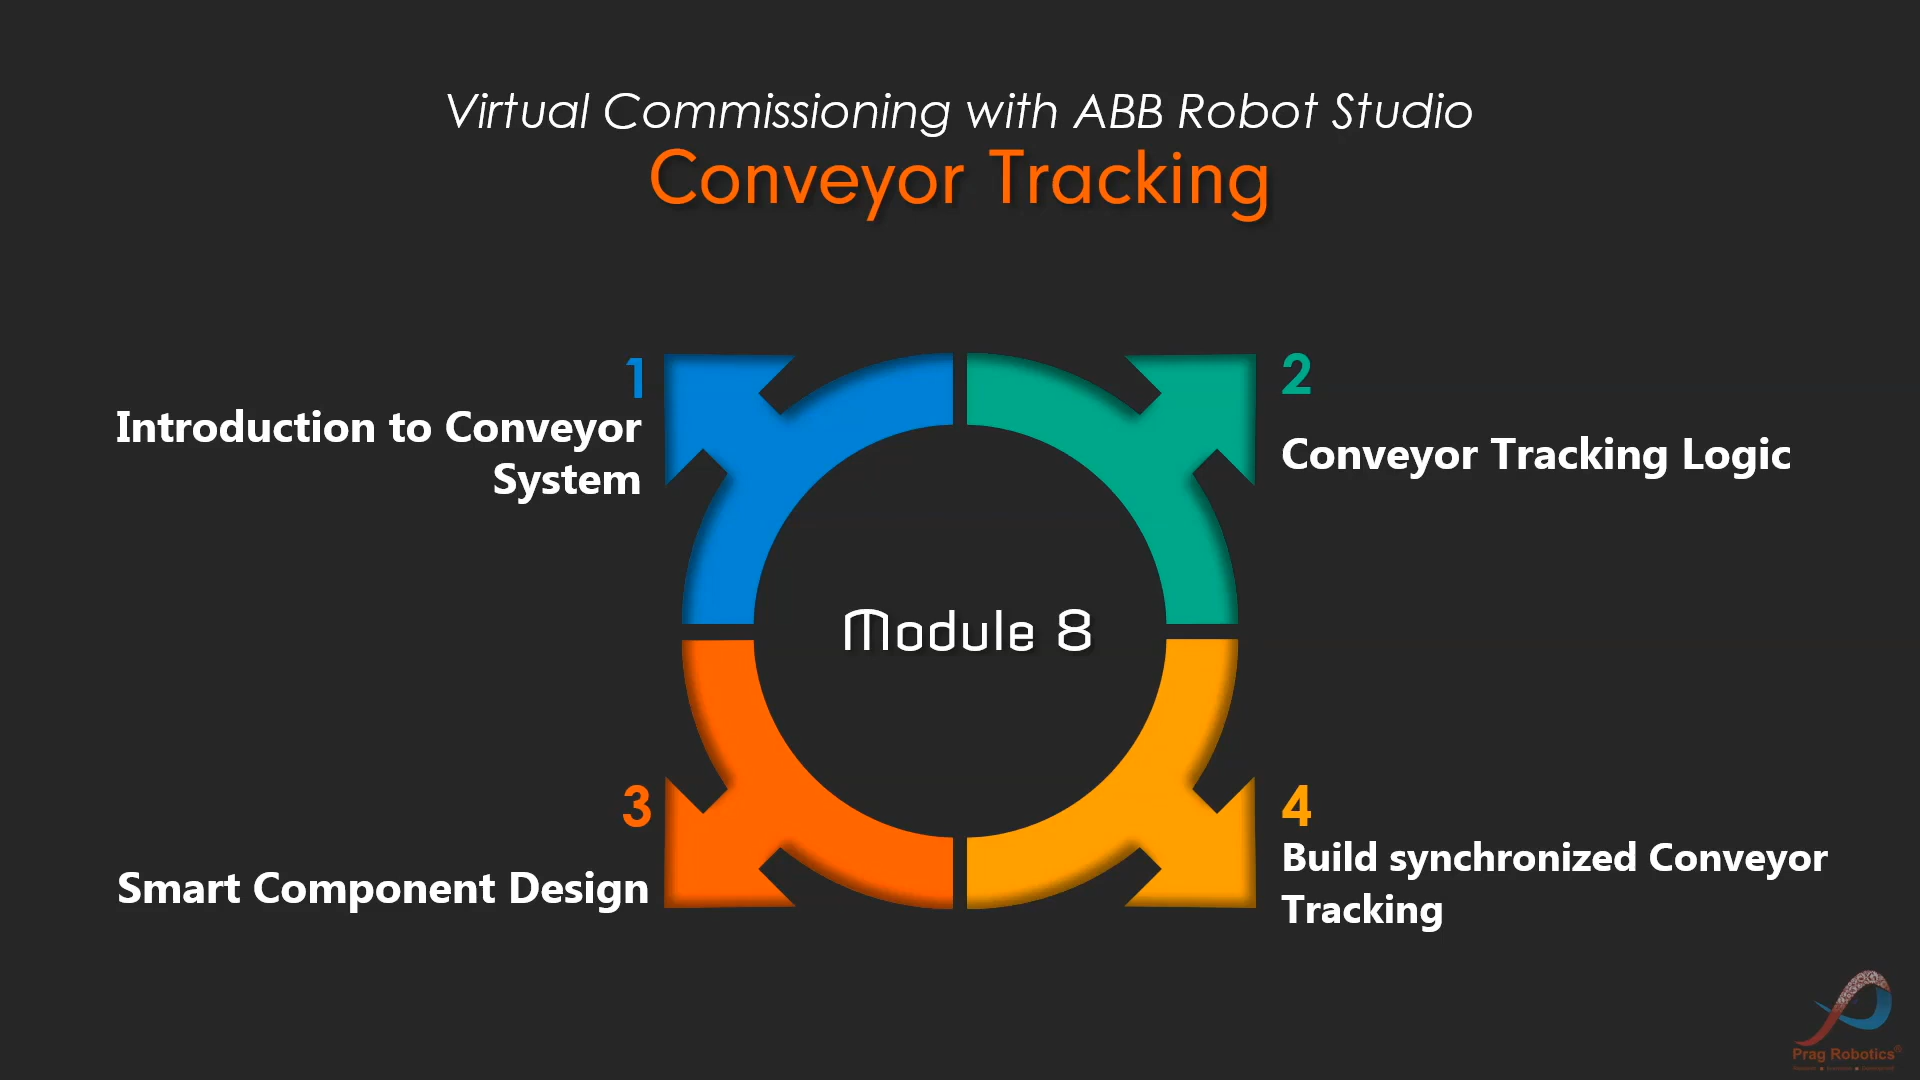 Virtual Commissioning with ABB Robot Studio
Conveyor Tracking
1
Introduction to Conveyor
System
2
Conveyor Tracking Logic
Module 8
3
Smart Component Design
4
Build synchronized Conveyor
Tracking
Prag Robotics®